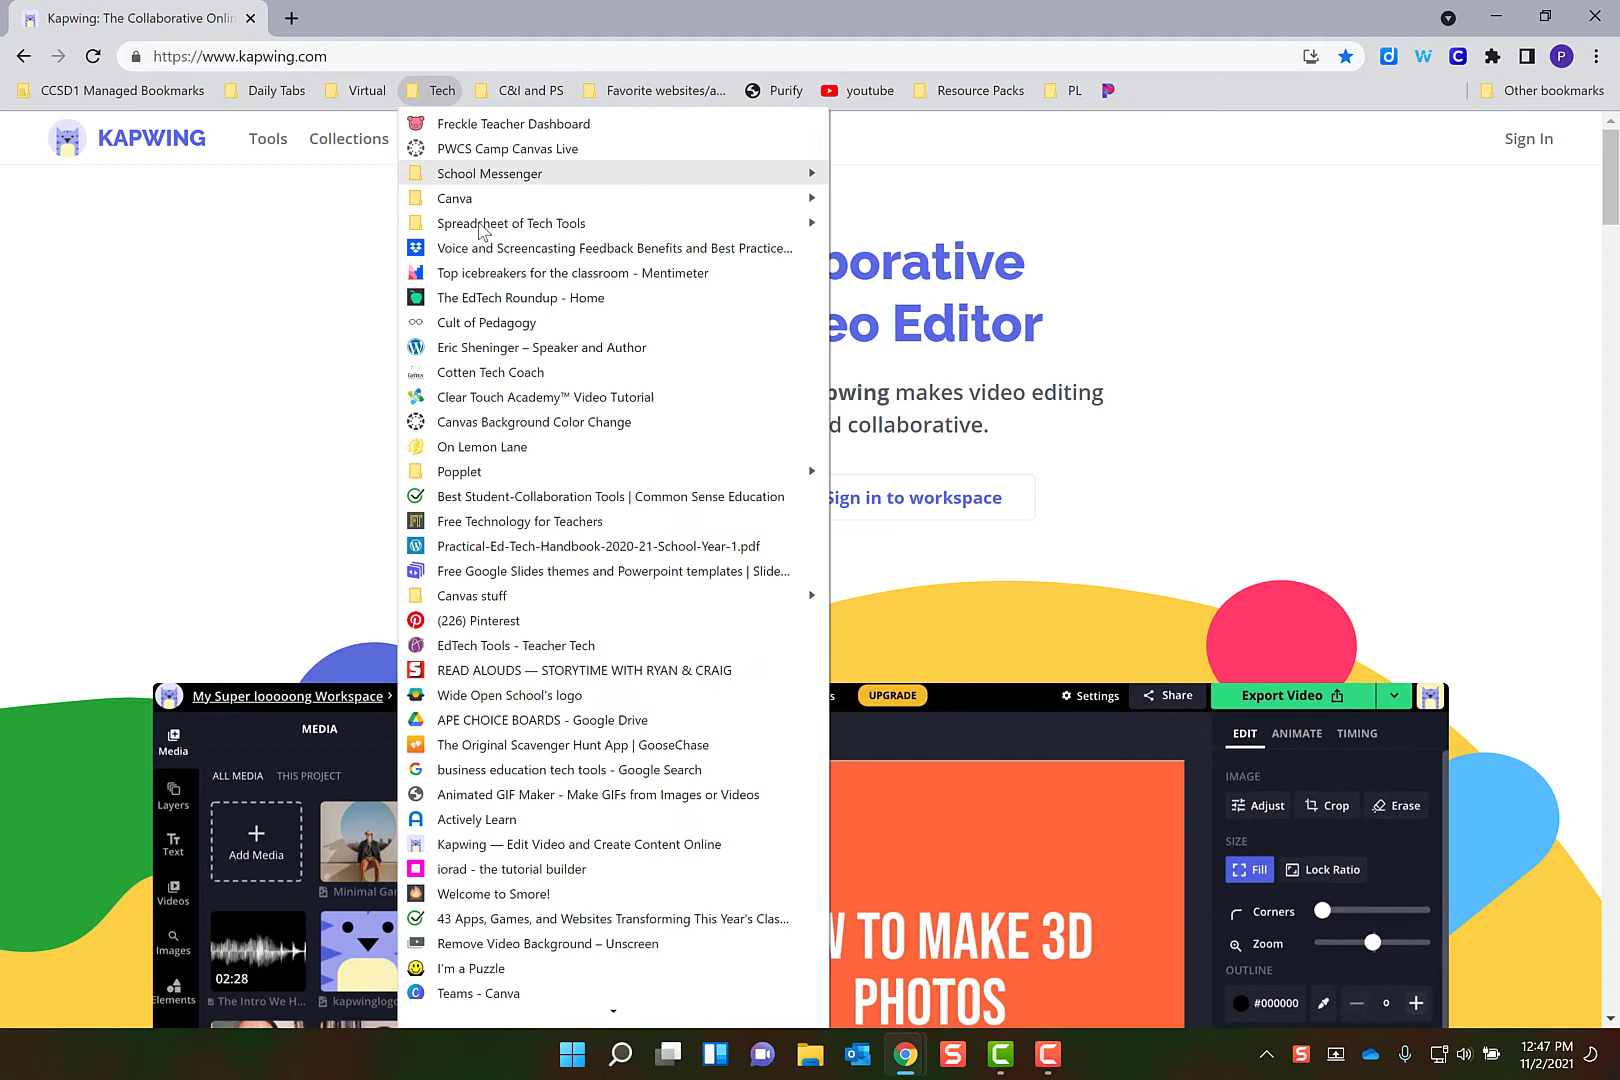 Kapwing: The Collaborative Onlin
https://www.kapwing.com
P
CCSD1 Managed Bookmarks
Daily Tabs
Virtual
Tech
C&I and PS
Favorite websites/a...
Purify
youtube
Resource Packs
PL
Other bookmarks
KAPWING
Tools
Collections
Sign In
Freckle Teacher Dashboard
PWCS Camp Canvas Live
School Messenger
Canva
Spreadsheet of Tech Tools
Voice and Screencasting Feedback Benefits and Best Practice...
Top icebreakers for the classroom - Mentimeter
The EdTech Roundup - Home
Cult of Pedagogy
Eric Sheninger – Speaker and Author
Cotten Tech Coach
Clear Touch Academy™ Video Tutorial
Canvas Background Color Change
On Lemon Lane
Popplet
Best Student-Collaboration Tools | Common Sense Education
Free Technology for Teachers
Practical-Ed-Tech-Handbook-2020-21-School-Year-1.pdf
Free Google Slides themes and Powerpoint templates | Slide...
Canvas stuff
(226) Pinterest
EdTech Tools - Teacher Tech
READ ALOUDS — STORYTIME WITH RYAN & CRAIG
Wide Open School's logo
APE CHOICE BOARDS - Google Drive
The Original Scavenger Hunt App | GooseChase
business education tech tools - Google Search
Animated GIF Maker - Make GIFs from Images or Videos
Actively Learn
Kapwing — Edit Video and Create Content Online
iorad - the tutorial builder
Welcome to Smore!
43 Apps, Games, and Websites Transforming This Year's Clas...
Remove Video Background – Unscreen
I'm a Puzzle
Teams - Canva
borative
eo Editor
pwing makes video editing
d collaborative.
Sign in to workspace
My Super looooong Workspace >
s
UPGRADE
Settings
Share
Export Video
MEDIA
Media
ALL MEDIA
THIS PROJECT
Layers
Text
Videos
Images
Elements
Add Media
Minimal Gar
02:28
The Intro We H...
kapwinglogo
W TO MAKE 3D
PHOTOS
EDIT
ANIMATE
TIMING
IMAGE
Adjust
Crop
Erase
SIZE
Fill
Lock Ratio
Corners
Zoom
OUTLINE
#000000
0
12:47 PM
11/2/2021